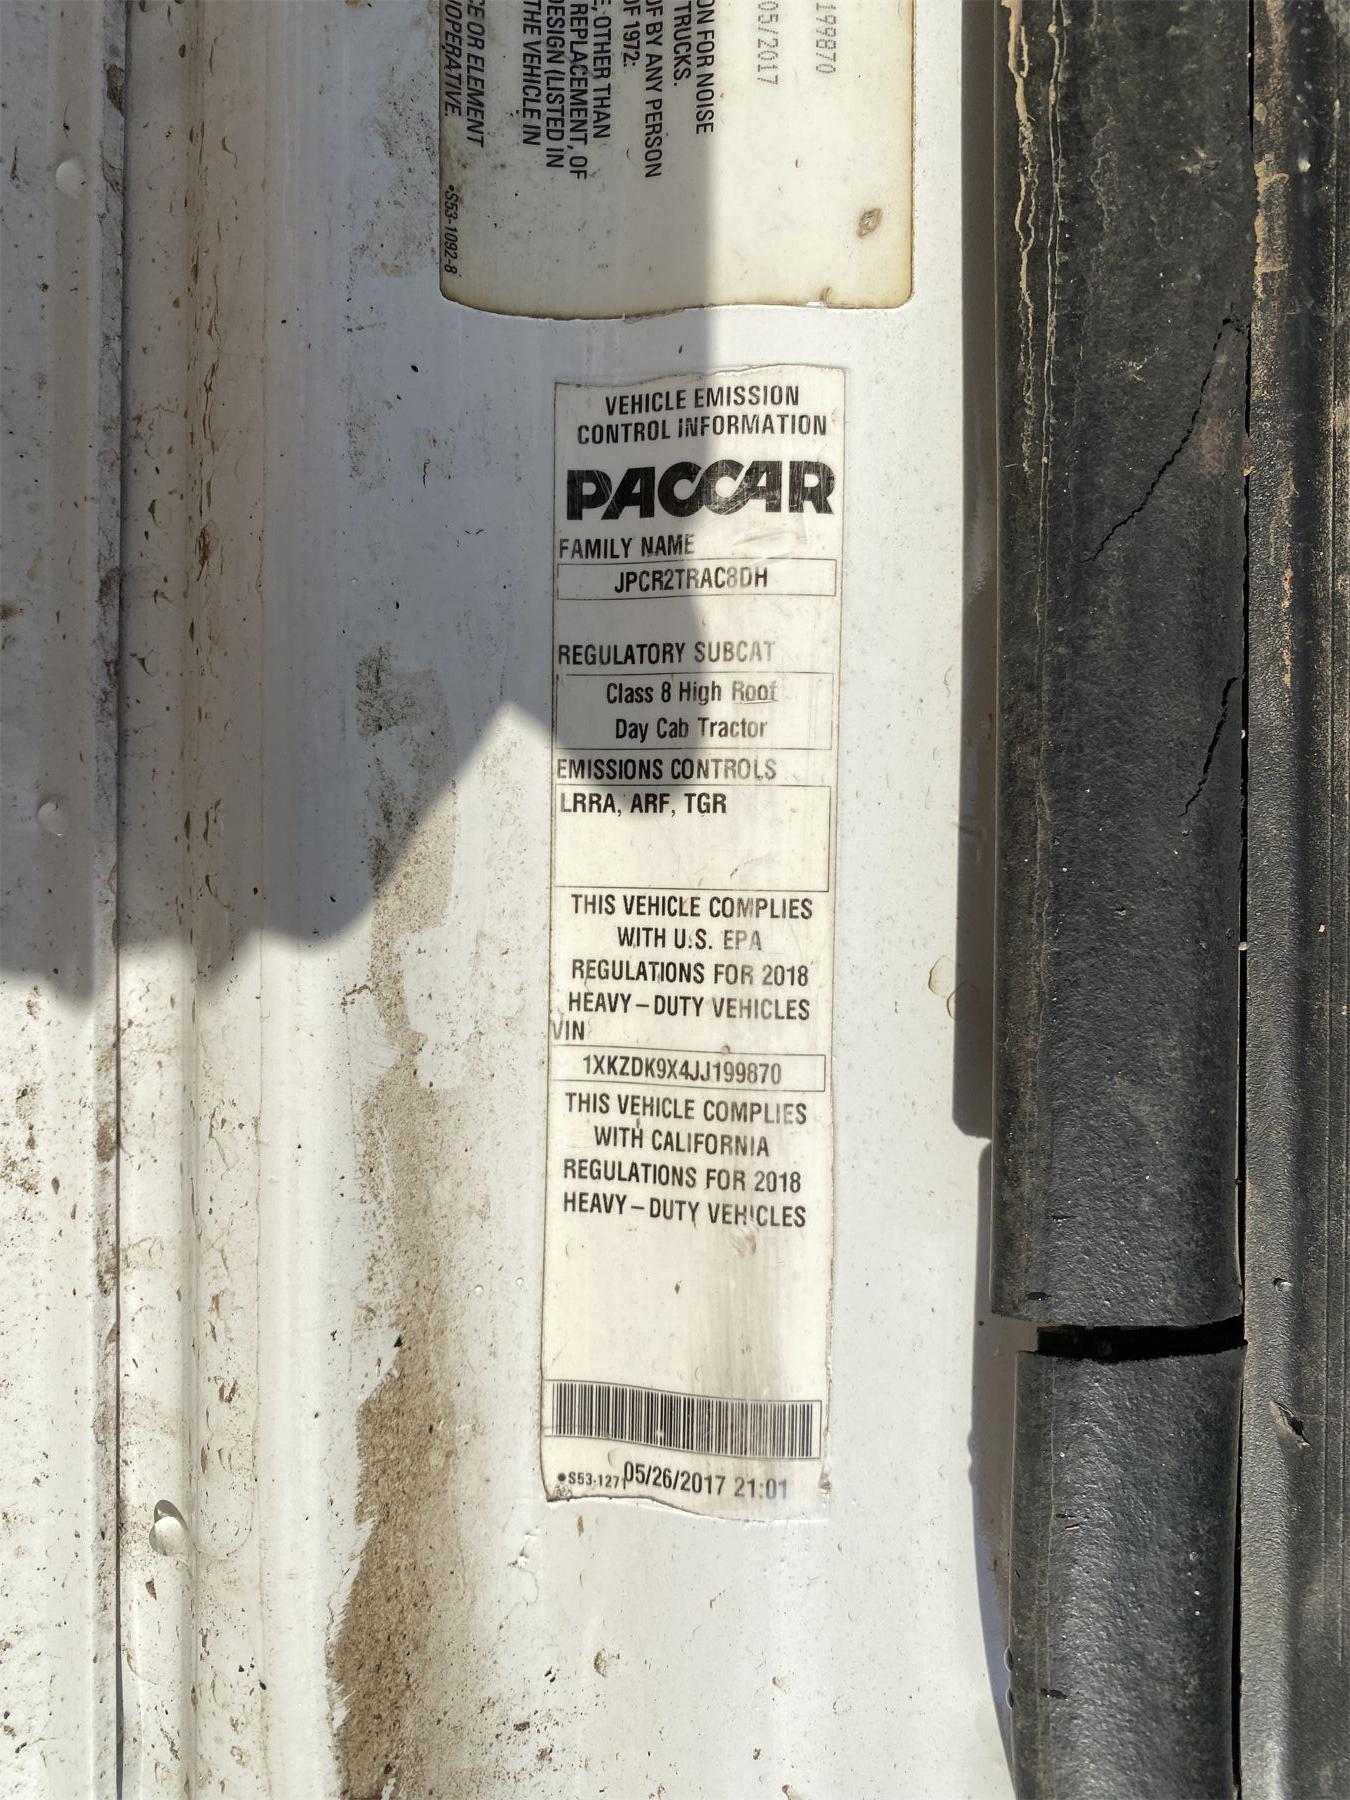 199870
05/2017
ON FOR NOISE
TRUCKS.
OF BY ANY PERSON
OF 1972:
E, OTHER THAN
REPLACEMENT, OF
DESIGN (LISTED IN
THE VEHICLE IN
CE OR ELEMENT
NOPERATIVE.
•S53-1092-8
VEHICLE EMISSION
CONTROL INFORMATION
PACCAR
FAMILY NAME
JPCR2TRAC8DH
REGULATORY SUBCAT
Class 8 High Roof
Day Cab Tractor
EMISSIONS CONTROLS
LRRA, ARF, TGR
THIS VEHICLE COMPLIES
WITH U.S. EPA
REGULATIONS FOR 2018
HEAVY–DUTY VEHICLES
VIN
1XKZDK9X4JJ199870
THIS VEHICLE COMPLIES
WITH CALIFORNIA
REGULATIONS FOR 2018
HEAVY–DUTY VEHICLES
•S53-1271 05/26/2017 21:01